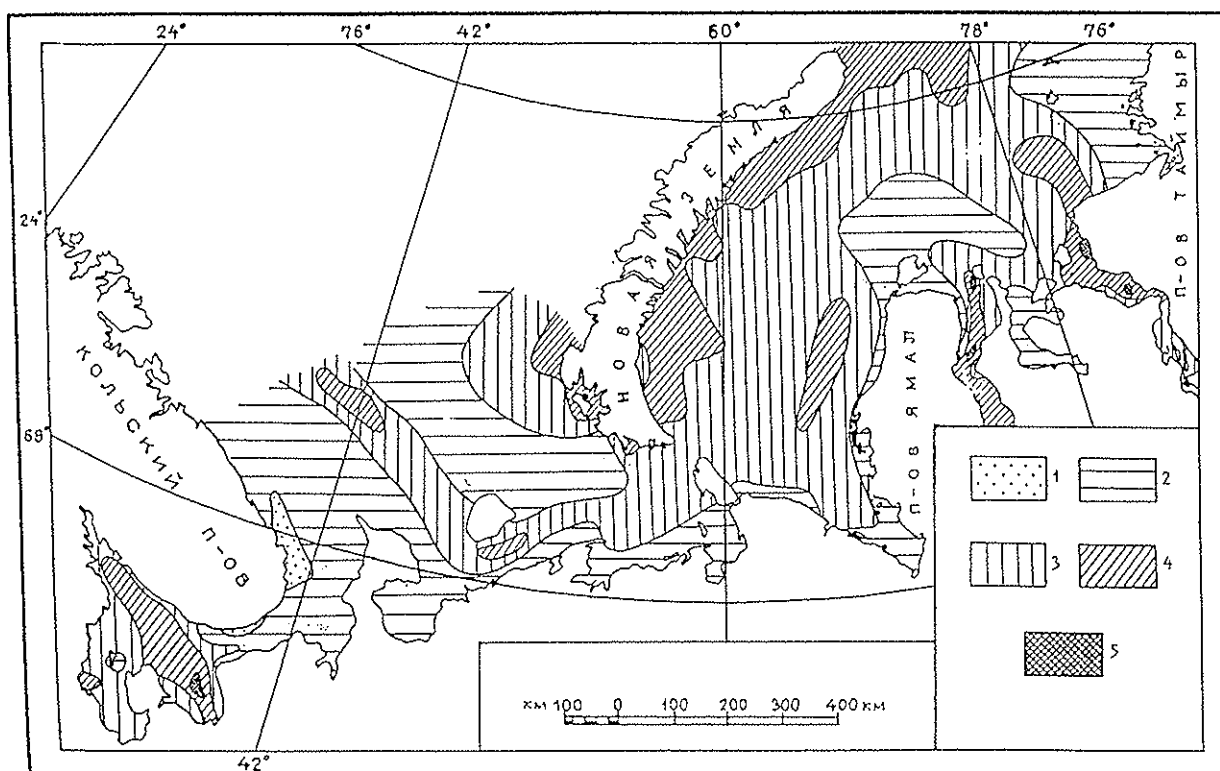 24° 76° 42° 60° 78° 76°
П-ОВ ТАЙМЫР
НОВАЯ ЗЕМЛЯ
24°
КОЛЬСКИЙ П-ОВ
П-ОВ ЯМАЛ
68°
1 2
3 4
5
КМ 100 0 100 200 300 400 КМ
42°